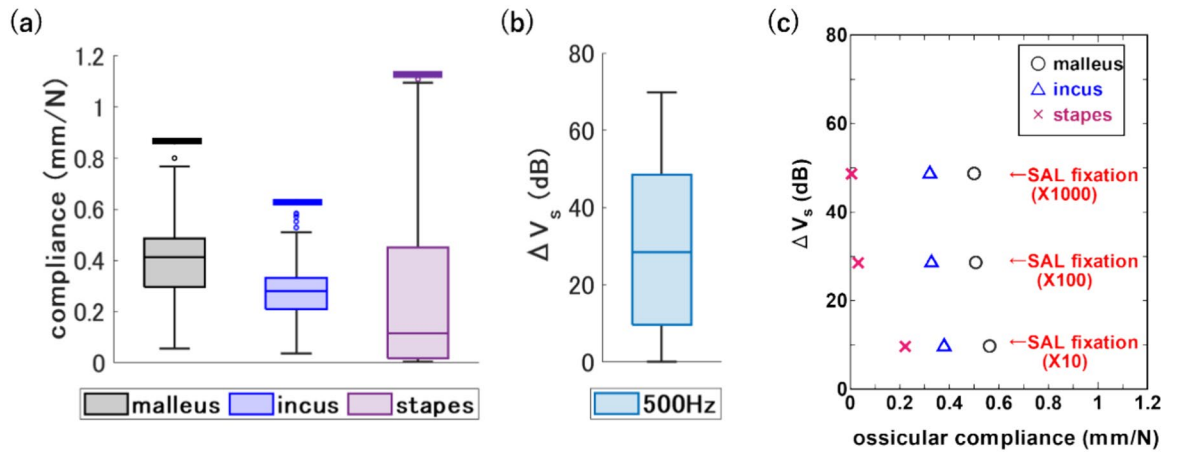 (a)
compliance (mm/N)
1.2
1
0.8
0.6
0.4
0.2
0
malleus
incus
stapes
(b)
Δ Vs (dB)
80
60
40
20
0
500Hz
(c)
Δ Vs (dB)
80
60
40
20
0
malleus
incus
stapes
←SAL fixation
(X1000)
←SAL fixation
(X100)
←SAL fixation
(X10)
0 0.2 0.4 0.6 0.8 1 1.2
ossicular compliance (mm/N)